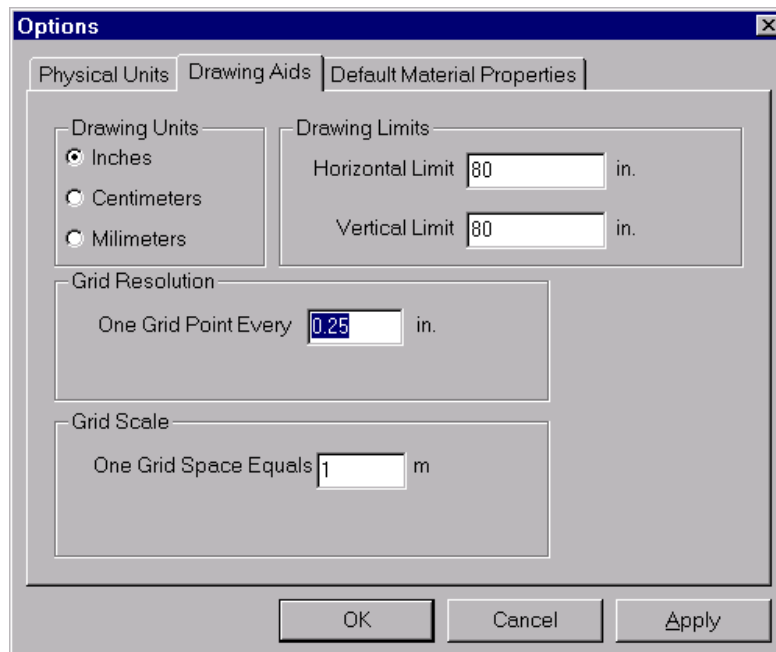 Options
Physical Units Drawing Aids Default Material Properties
Drawing Units
Inches
Centimeters
Milimeters
Drawing Limits
Horizontal Limit 80 in.
Vertical Limit 80 in.
Grid Resolution
One Grid Point Every 0.25 in.
Grid Scale
One Grid Space Equals 1 m
OK Cancel Apply